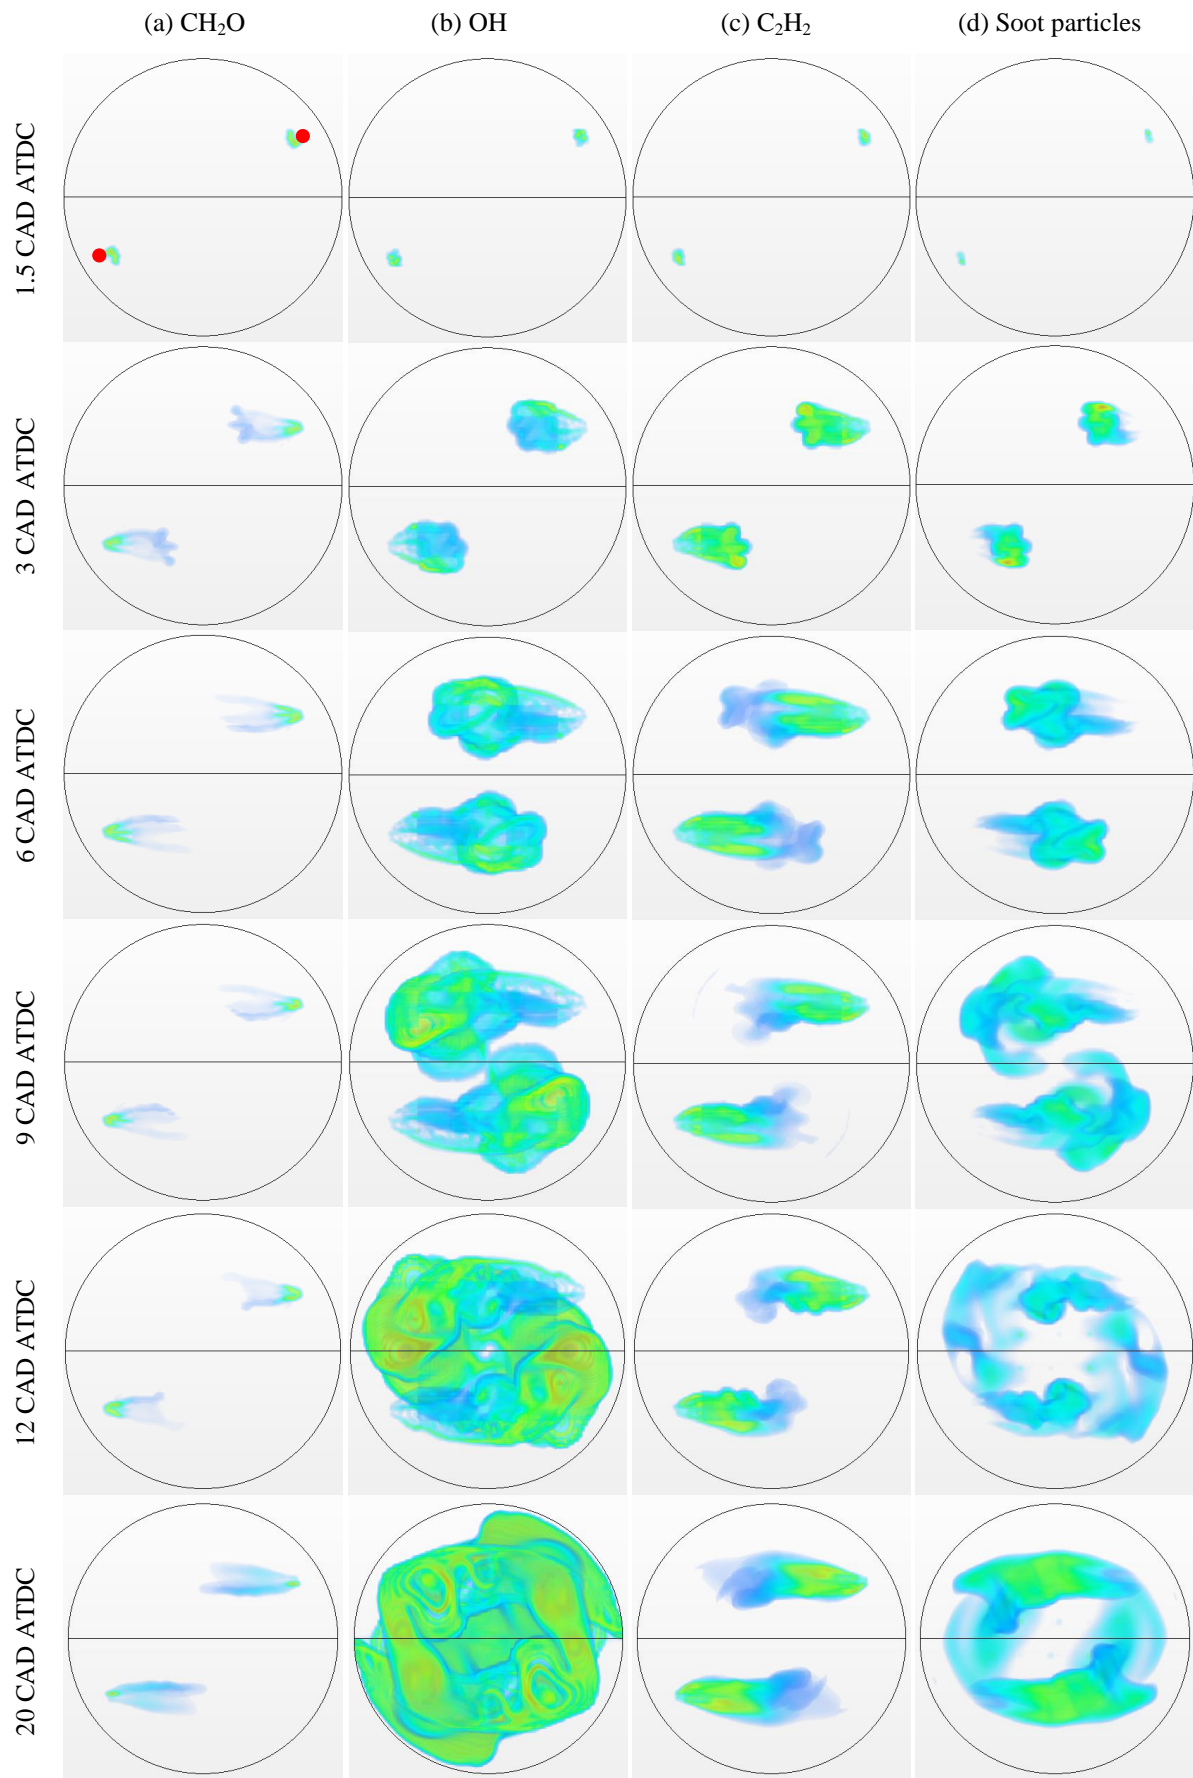 (a) CH₂O
(b) OH
(c) C₂H₂
(d) Soot particles
1.5 CAD ATDC
3 CAD ATDC
6 CAD ATDC
9 CAD ATDC
12 CAD ATDC
20 CAD ATDC